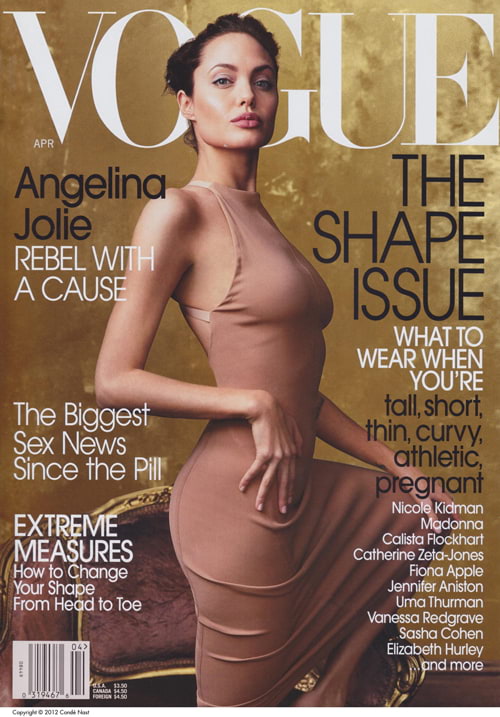 VOGUE
APR
Angelina
Jolie
REBEL WITH
A CAUSE
THE
SHAPE
ISSUE
WHAT TO
WEAR WHEN
YOU'RE
tall, short,
thin, curvy,
athletic,
pregnant
Nicole Kidman
Madonna
Calista Flockhart
Catherine Zeta-Jones
Fiona Apple
Jennifer Aniston
Uma Thurman
Vanessa Redgrave
Sasha Cohen
Elizabeth Hurley
...and more
The Biggest
Sex News
Since the Pill
EXTREME
MEASURES
How to Change
Your Shape
From Head to Toe
04>
0 319467 6
U.S.A. $3.50
CANADA $4.50
FOREIGN $4.50
Copyright © 2012 Condé Nast